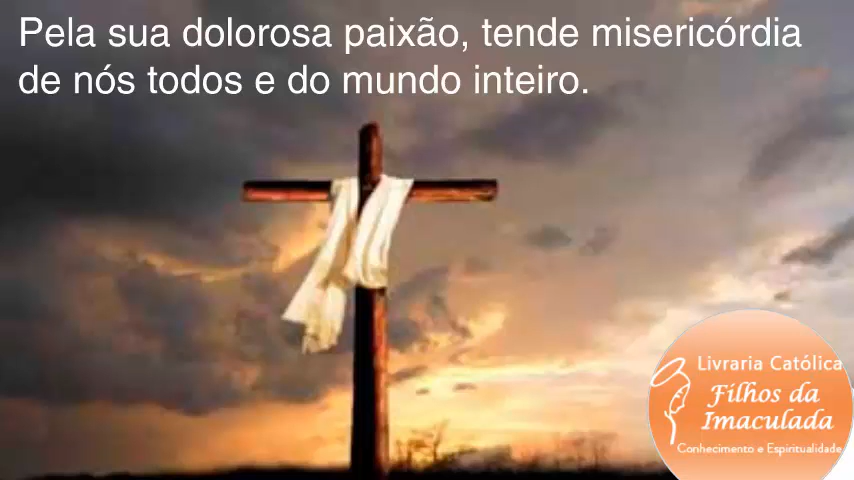 Pela sua dolorosa paixão, tende misericórdia
de nós todos e do mundo inteiro.
Livraria Católica
Filhos da
Imaculada
Conhecimento e Espiritualidade